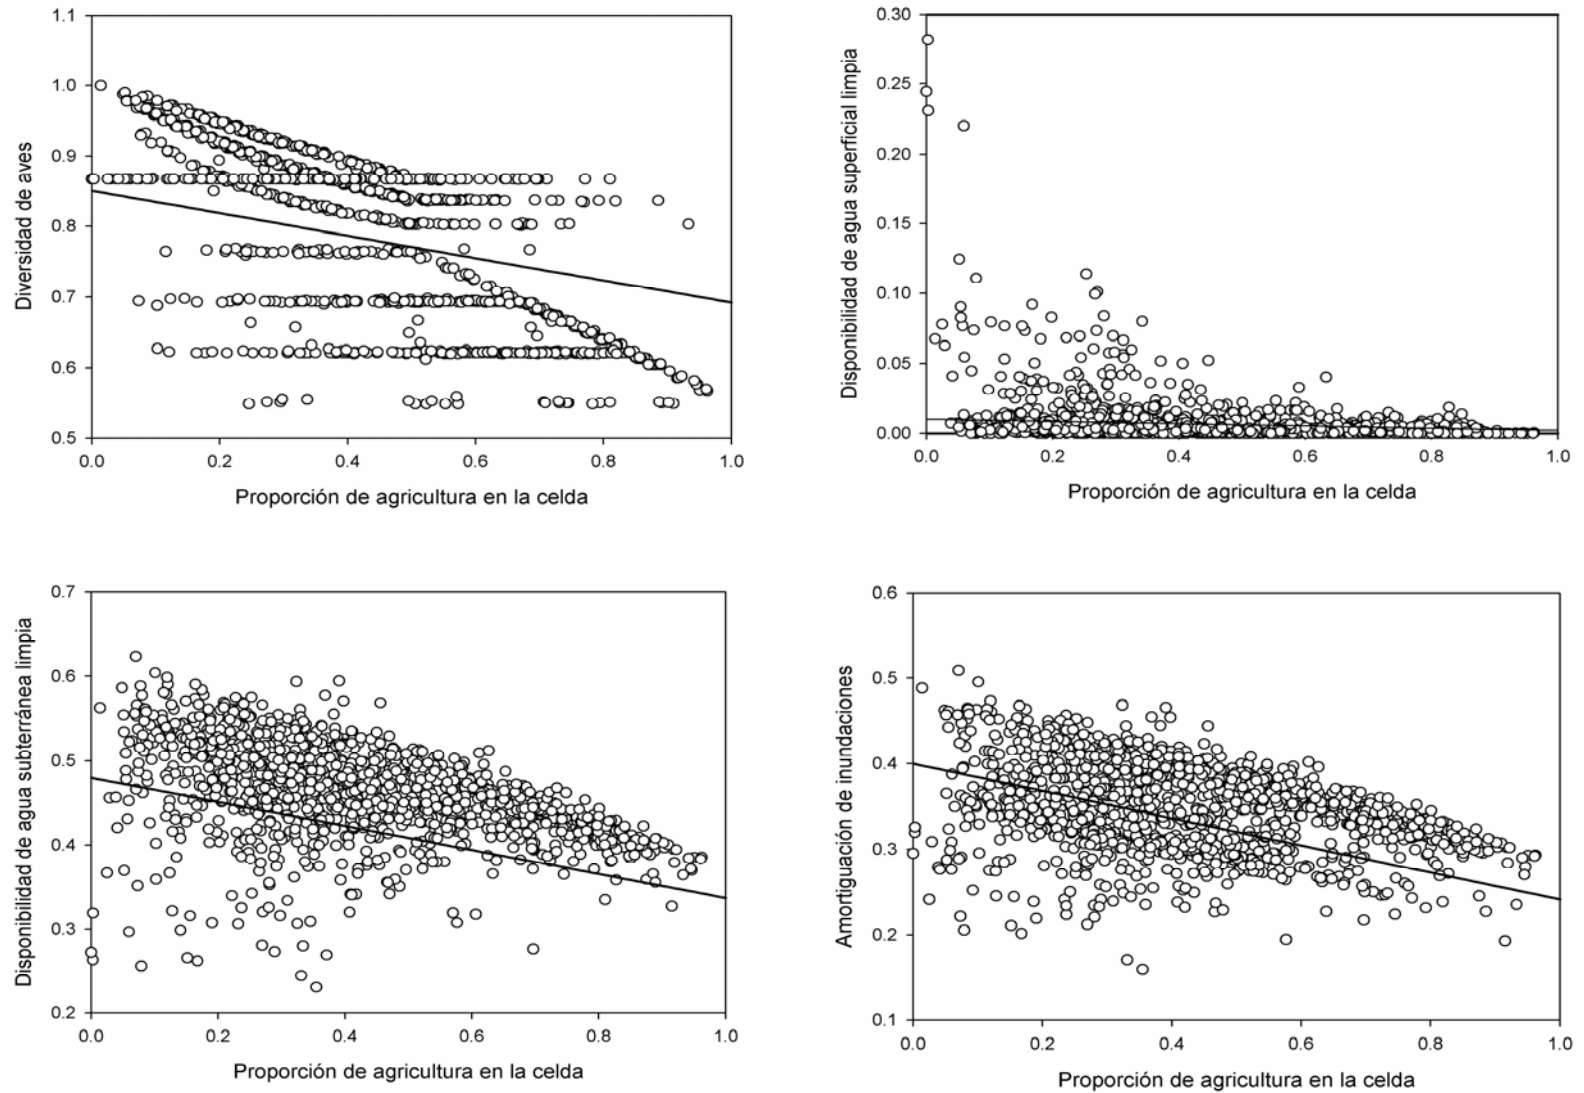 1.1
1.0
0.9
0.8
0.7
0.6
0.5
Diversidad de aves
0.0 0.2 0.4 0.6 0.8 1.0
Proporción de agricultura en la celda
0.30
0.25
0.20
0.15
0.10
0.05
0.00
Disponibilidad de agua superficial limpia
0.0 0.2 0.4 0.6 0.8 1.0
Proporción de agricultura en la celda
0.7
0.6
0.5
0.4
0.3
0.2
Disponibilidad de agua subterránea limpia
0.0 0.2 0.4 0.6 0.8 1.0
Proporción de agricultura en la celda
0.6
0.5
0.4
0.3
0.2
0.1
Amortiguación de inundaciones
0.0 0.2 0.4 0.6 0.8 1.0
Proporción de agricultura en la celda